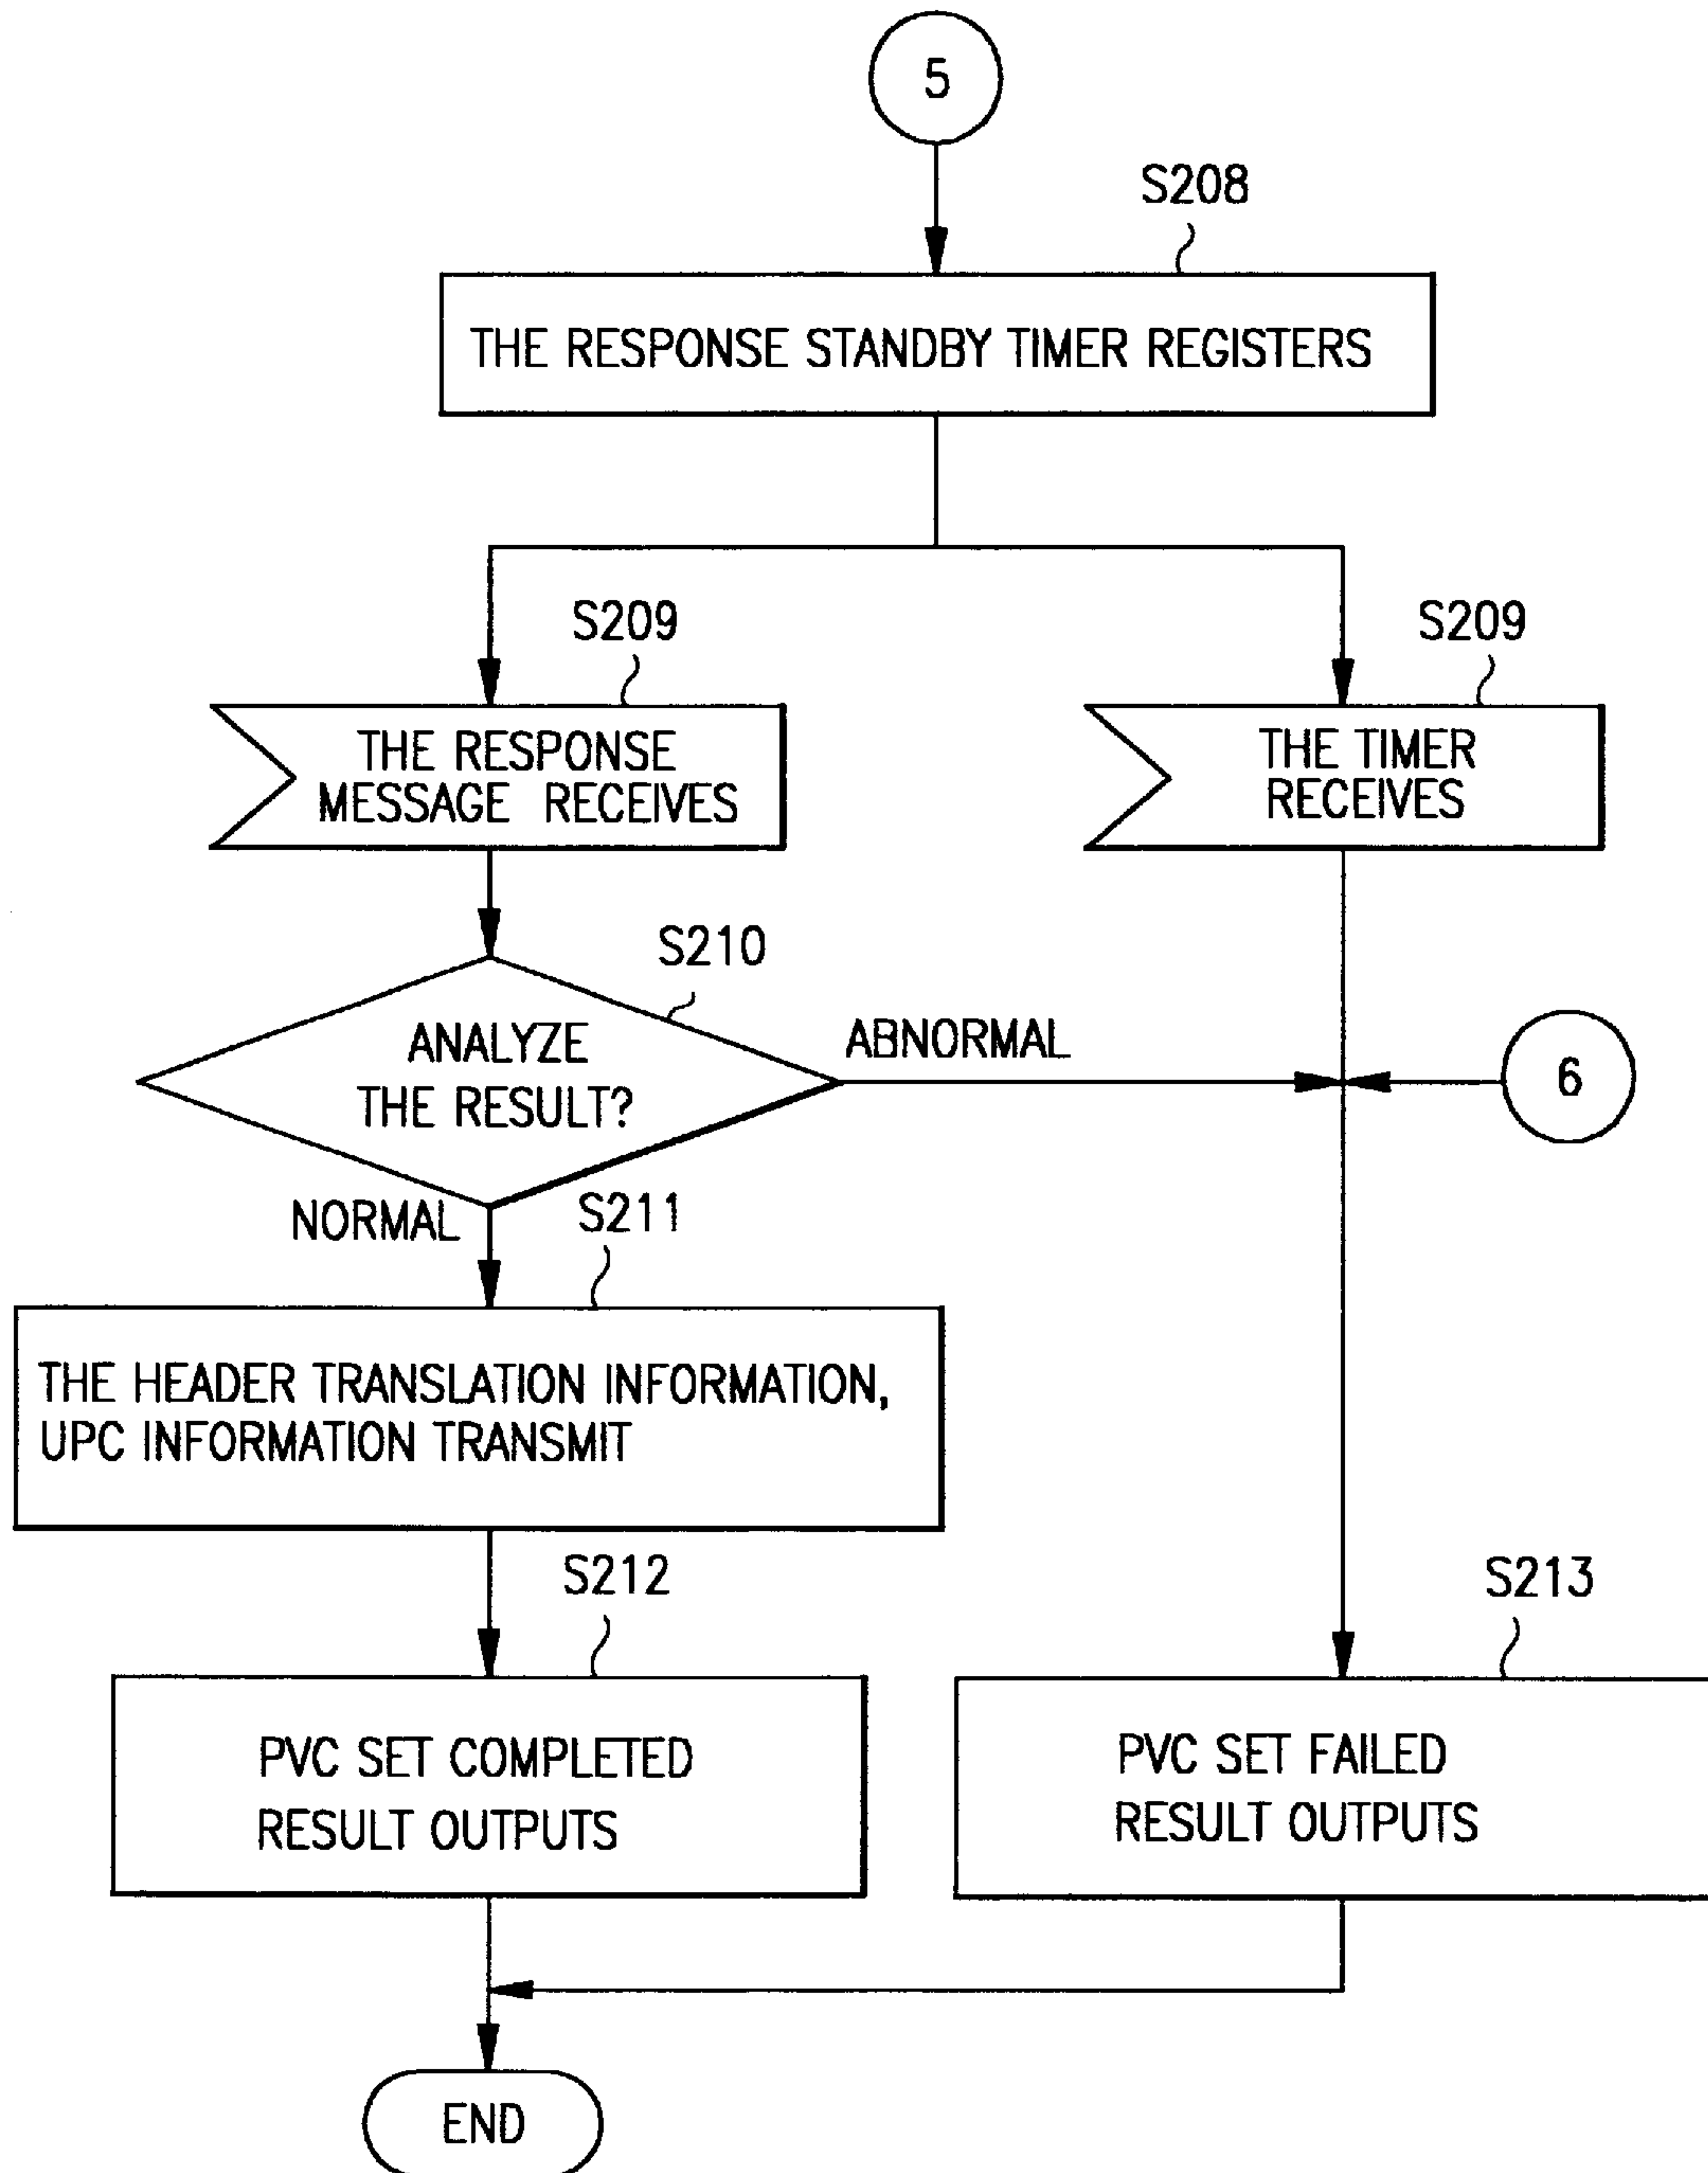 5
S208
THE RESPONSE STANDBY TIMER REGISTERS
S209
S209
THE RESPONSE
MESSAGE RECEIVES
THE TIMER
RECEIVES
S210
ANALYZE
THE RESULT?
ABNORMAL
6
NORMAL
S211
THE HEADER TRANSLATION INFORMATION,
UPC INFORMATION TRANSMIT
S212
S213
PVC SET COMPLETED
RESULT OUTPUTS
PVC SET FAILED
RESULT OUTPUTS
END